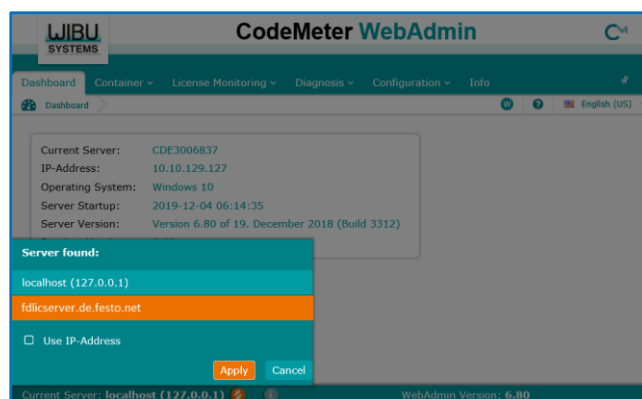 WIBU
SYSTEMS
CodeMeter WebAdmin
Dashboard Container License Monitoring Diagnosis Configuration Info
Dashboard W ? English (US)
Current Server: CDE3006837
IP-Address: 10.10.129.127
Operating System: Windows 10
Server Startup: 2019-12-04 06:14:35
Server Version: Version 6.80 of 19. December 2018 (Build 3312)
Server found:
localhost (127.0.0.1)
fdlicserver.de.festo.net
Use IP-Address
Apply Cancel
Current Server: localhost (127.0.0.1) WebAdmin Version: 6.80